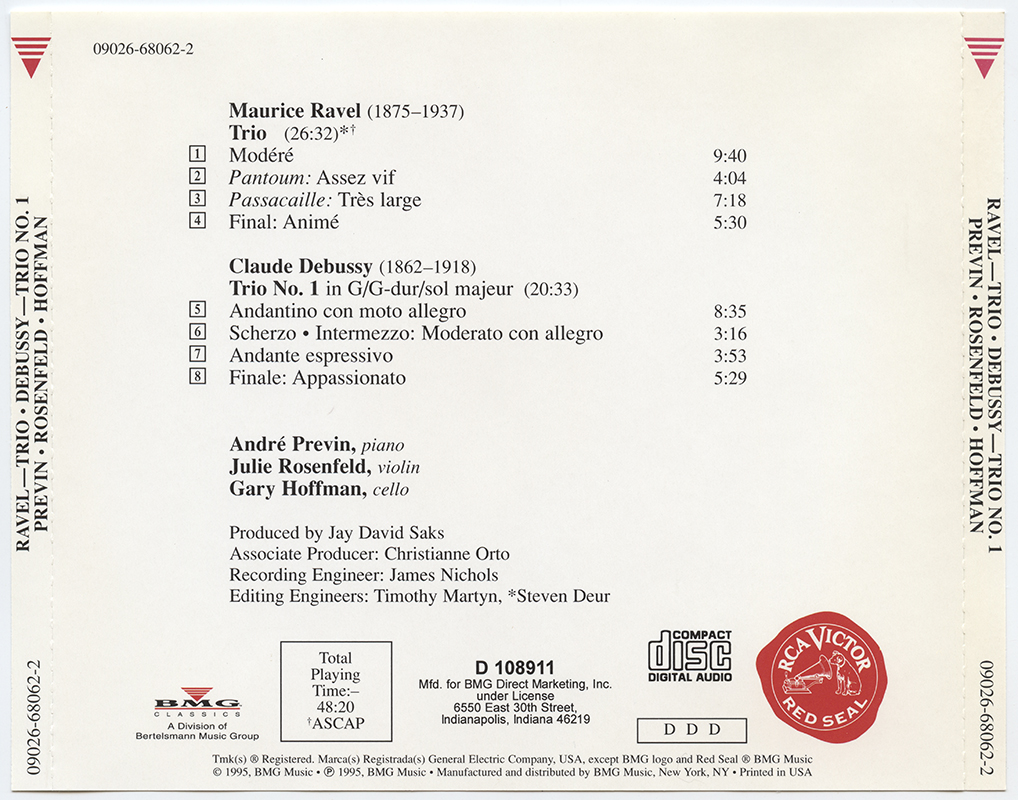 09026-68062-2
Maurice Ravel (1875–1937)
Trio (26:32)*†
1 Modéré 9:40
2 Pantoum: Assez vif 4:04
3 Passacaille: Très large 7:18
4 Final: Animé 5:30
Claude Debussy (1862–1918)
Trio No. 1 in G/G-dur/sol majeur (20:33)
5 Andantino con moto allegro 8:35
6 Scherzo • Intermezzo: Moderato con allegro 3:16
7 Andante espressivo 3:53
8 Finale: Appassionato 5:29
André Previn, piano
Julie Rosenfeld, violin
Gary Hoffman, cello
Produced by Jay David Saks
Associate Producer: Christianne Orto
Recording Engineer: James Nichols
Editing Engineers: Timothy Martyn, *Steven Deur
BMG
CLASSICS
A Division of
Bertelsmann Music Group
Total
Playing
Time:–
48:20
†ASCAP
D 108911
Mfd. for BMG Direct Marketing, Inc.
under License
6550 East 30th Street,
Indianapolis, Indiana 46219
COMPACT
disc
DIGITAL AUDIO
D D D
RCA VICTOR
RED SEAL
Tmk(s) ® Registered. Marca(s) Registrada(s) General Electric Company, USA, except BMG logo and Red Seal ® BMG Music
© 1995, BMG Music • ℗ 1995, BMG Music • Manufactured and distributed by BMG Music, New York, NY • Printed in USA
RAVEL—TRIO • DEBUSSY—TRIO NO. 1
PREVIN • ROSENFELD • HOFFMAN
09026-68062-2
RAVEL—TRIO • DEBUSSY—TRIO NO. 1
PREVIN • ROSENFELD • HOFFMAN
09026-68062-2